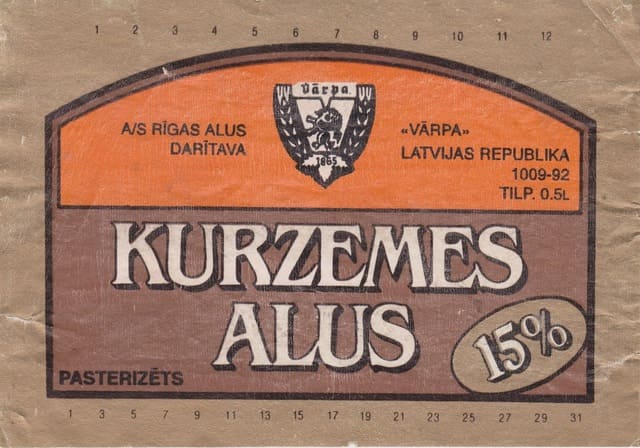 1 2 3 4 5 6 7 8 9 10 11 12
Vārpa
1865
A/S RĪGAS ALUS
DARĪTAVA
«VĀRPA»
LATVIJAS REPUBLIKA
1009-92
TILP. 0.5L
KURZEMES
ALUS
15%
PASTERIZĒTS
1 3 5 7 9 11 13 15 17 19 21 23 25 27 29 31